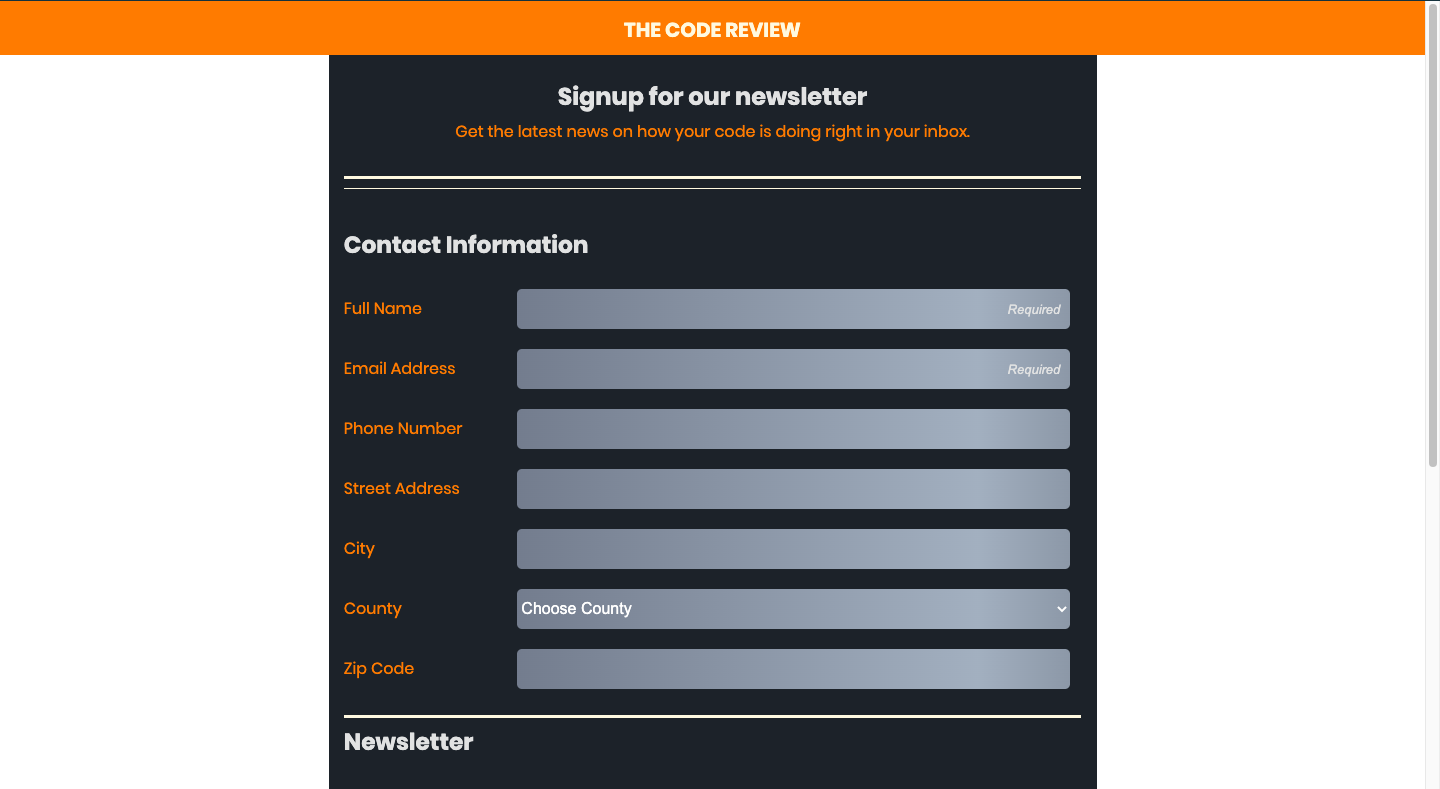 THE CODE REVIEW
Signup for our newsletter
Get the latest news on how your code is doing right in your inbox.
Contact Information
Full Name Required
Email Address Required
Phone Number
Street Address
City
County Choose County
Zip Code
Newsletter